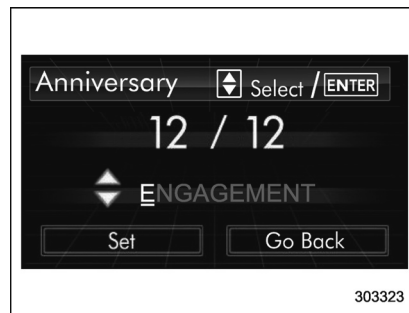 Anniversary Select / ENTER
12 / 12
ENGAGEMENT
Set Go Back
303323